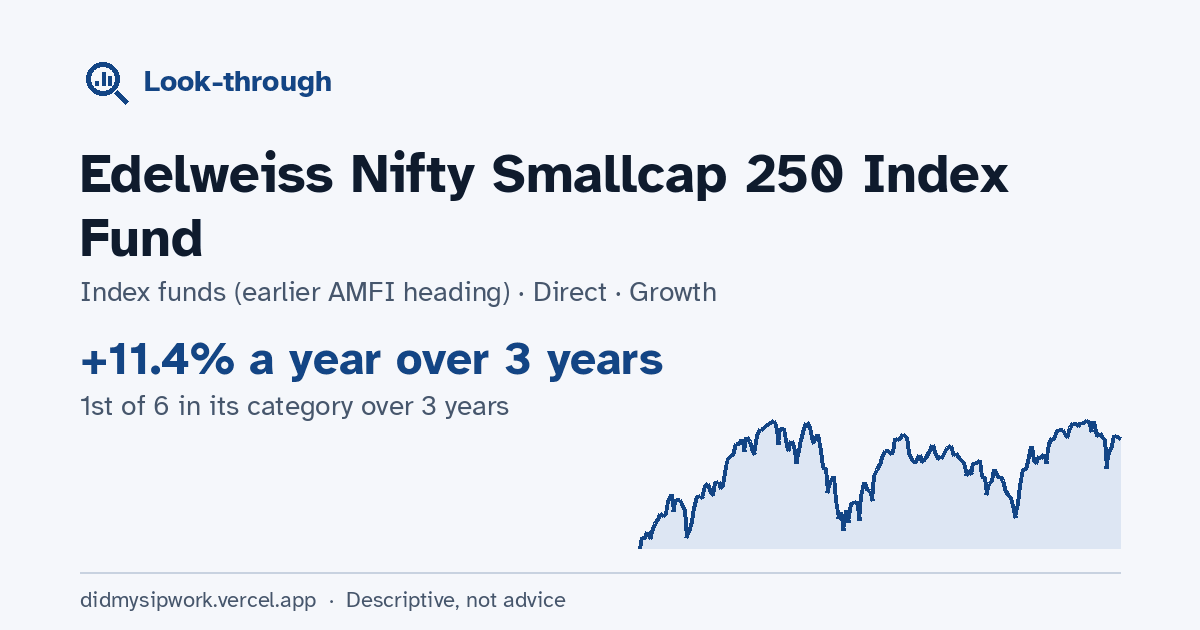 Look-through
Edelweiss Nifty Smallcap 250 Index
Fund
Index funds (earlier AMFI heading) · Direct · Growth
+11.4% a year over 3 years
1st of 6 in its category over 3 years
didmysipwork.vercel.app · Descriptive, not advice